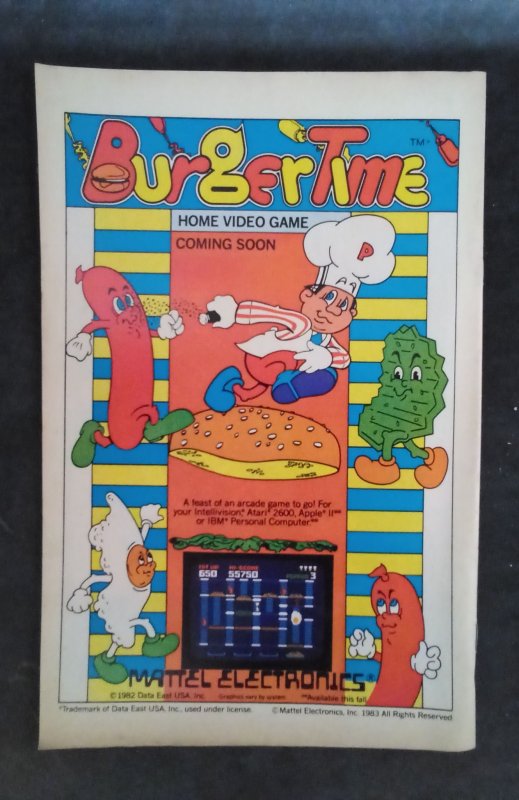 BurgerTime TM*
HOME VIDEO GAME
COMING SOON
P
A feast of an arcade game to go! For
your Intellivision,® Atari® 2600, Apple® II**
or IBM® Personal Computer.**
1ST UP HI-SCORE
650 55750 3
MATTEL ELECTRONICS®
© 1982 Data East USA, Inc. Graphics vary by system **Available this fall.
*Trademark of Data East USA, Inc., used under license. © Mattel Electronics, Inc. 1983 All Rights Reserved